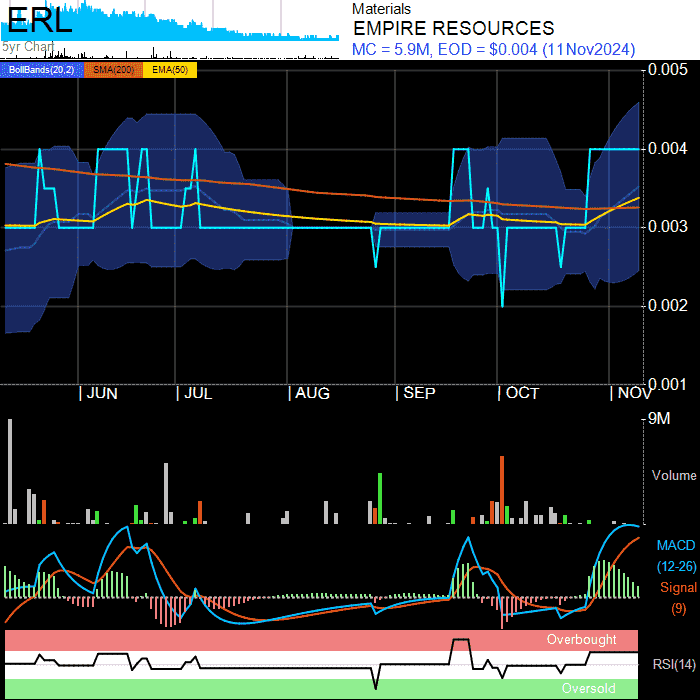 ERL
5yr Chart
Materials
EMPIRE RESOURCES
MC = 5.9M, EOD = $0.004 (11Nov2024)
BollBands(20,2) SMA(200) EMA(50)
0.005
0.004
0.003
0.002
0.001
| JUN | JUL | AUG | SEP | OCT | NOV
9M
Volume
MACD
(12-26)
Signal
(9)
Overbought
RSI(14)
Oversold